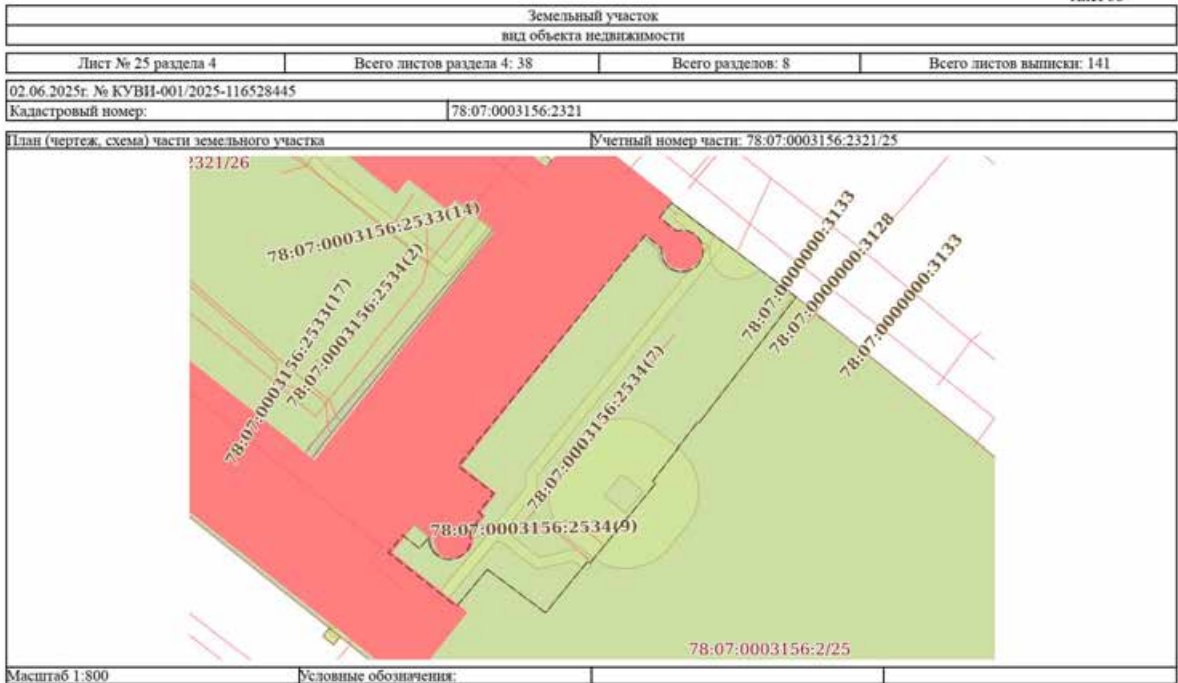 Земельный участок
вид объекта недвижимости
Лист № 25 раздела 4 Всего листов раздела 4: 38 Всего разделов: 8 Всего листов выписки: 141
02.06.2025г. № КУВИ-001/2025-116528445
Кадастровый номер: 78:07:0003156:2321
План (чертеж, схема) части земельного участка Учетный номер части: 78:07:0003156:2321/25
2321/26
78:07:0003156:2533(14)
78:07:0003156:2534(2)
78:07:0003156:2533(17)
78:07:0000000:3133
78:07:0000000:3128
78:07:0000000:3133
78:07:0003156:2534(7)
78:07:0003156:2534(9)
78:07:0003156:2/25
Масштаб 1:800 Условные обозначения: